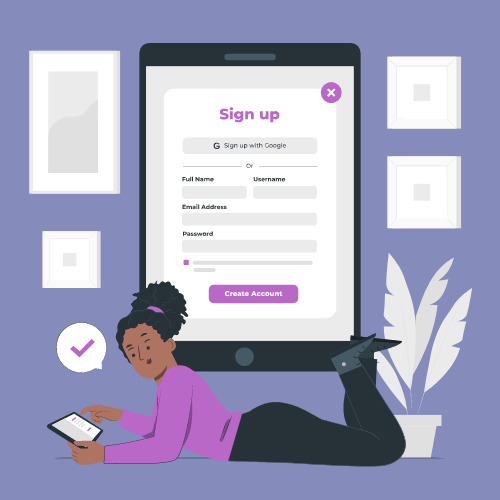 Sign up
G Sign up with Google
Or
Full Name Username
Email Address
Password
Create Account